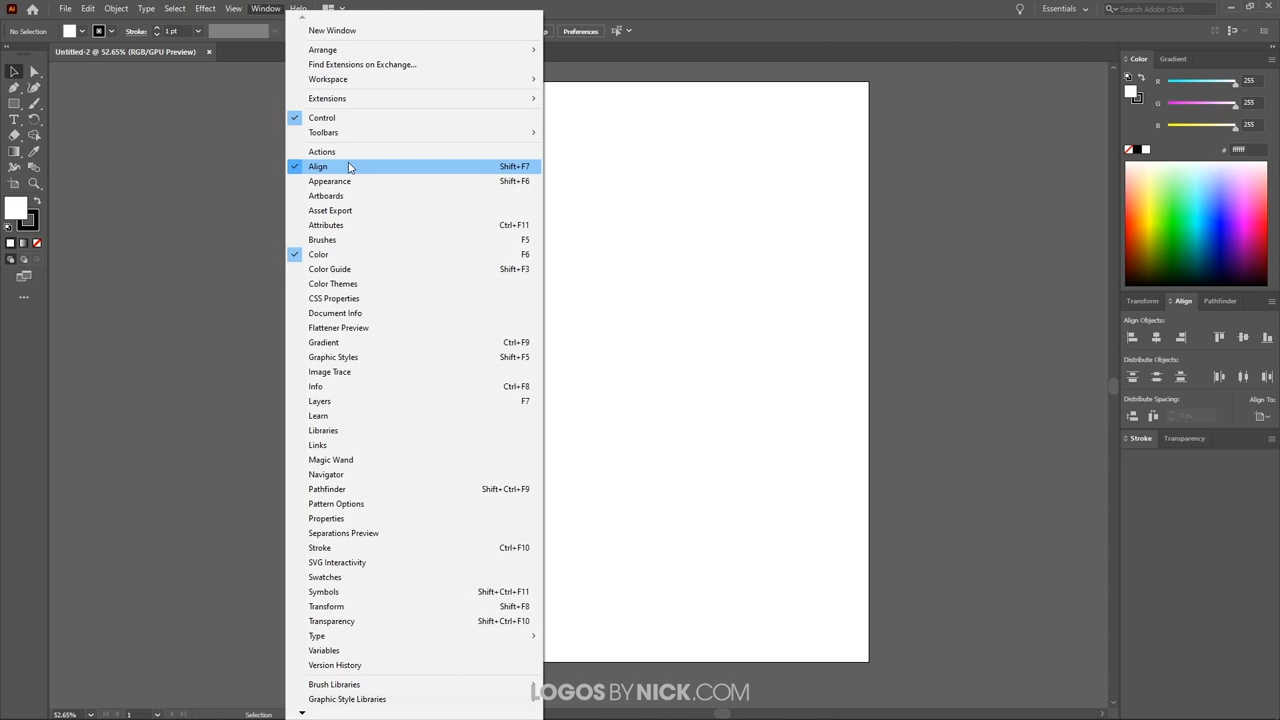 File Edit Object Type Select Effect View Window Help
Essentials
Search Adobe Stock
No Selection
Stroke:
1 pt
Preferences
Untitled-2 @ 52.65% (RGB/GPU Preview)
New Window
Arrange
Find Extensions on Exchange...
Workspace
Extensions
Control
Toolbars
Actions
Align Shift+F7
Appearance Shift+F6
Artboards
Asset Export
Attributes Ctrl+F11
Brushes F5
Color F6
Color Guide Shift+F3
Color Themes
CSS Properties
Document Info
Flattener Preview
Gradient Ctrl+F9
Graphic Styles Shift+F5
Image Trace
Info Ctrl+F8
Layers F7
Learn
Libraries
Links
Magic Wand
Navigator
Pathfinder Shift+Ctrl+F9
Pattern Options
Properties
Separations Preview
Stroke Ctrl+F10
SVG Interactivity
Swatches
Symbols Shift+Ctrl+F11
Transform Shift+F8
Transparency Shift+Ctrl+F10
Type
Variables
Version History
Brush Libraries
Graphic Style Libraries
Color Gradient
R 255
G 255
B 255
# ffffff
Transform Align Pathfinder
Align Objects:
Distribute Objects:
Distribute Spacing: Align To:
1 px
Stroke Transparency
LOGOSBYNICK.COM
52.65% 1 Selection